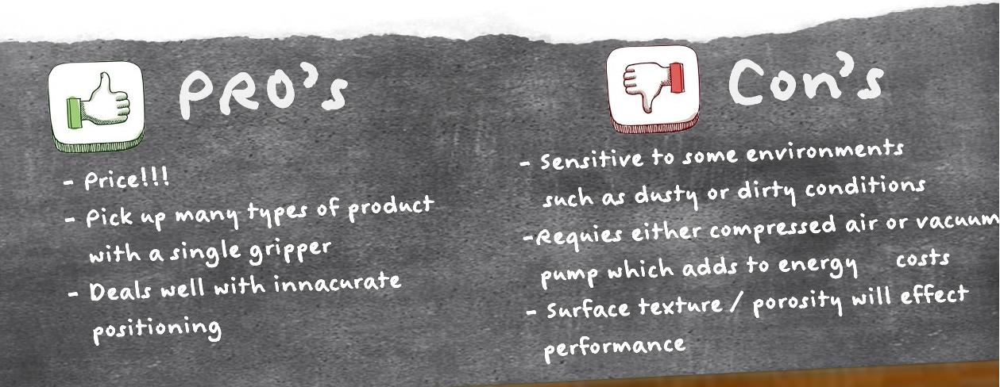 PRO's
- Price!!!
- Pick up many types of product
with a single gripper
- Deals well with innacurate
positioning
Con's
- Sensitive to some environments
such as dusty or dirty conditions
-Requies either compressed air or vacuum
pump which adds to energy costs
- Surface texture / porosity will effect
performance